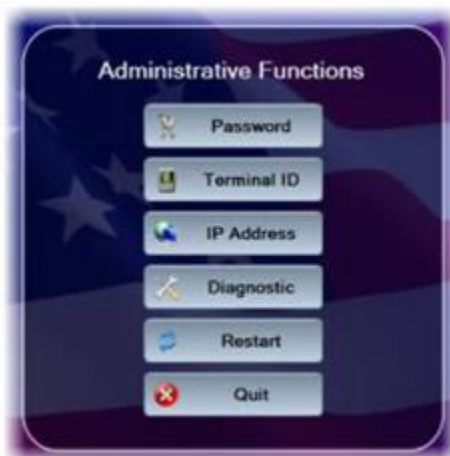 Administrative Functions
Password
Terminal ID
IP Address
Diagnostic
Restart
Quit